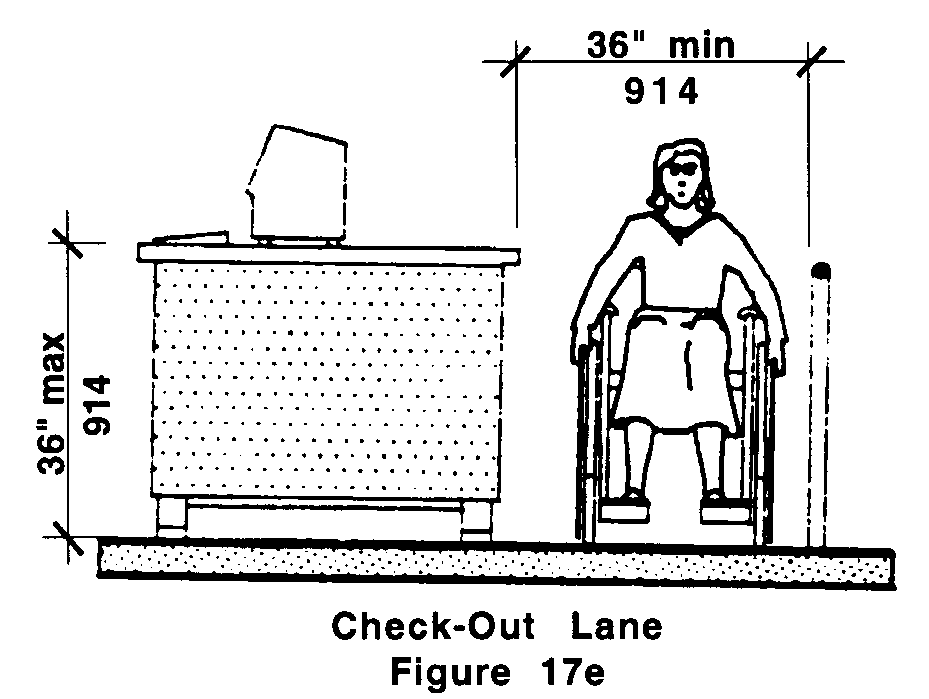 36" min
914
36" max
914
Check-Out Lane
Figure 17e